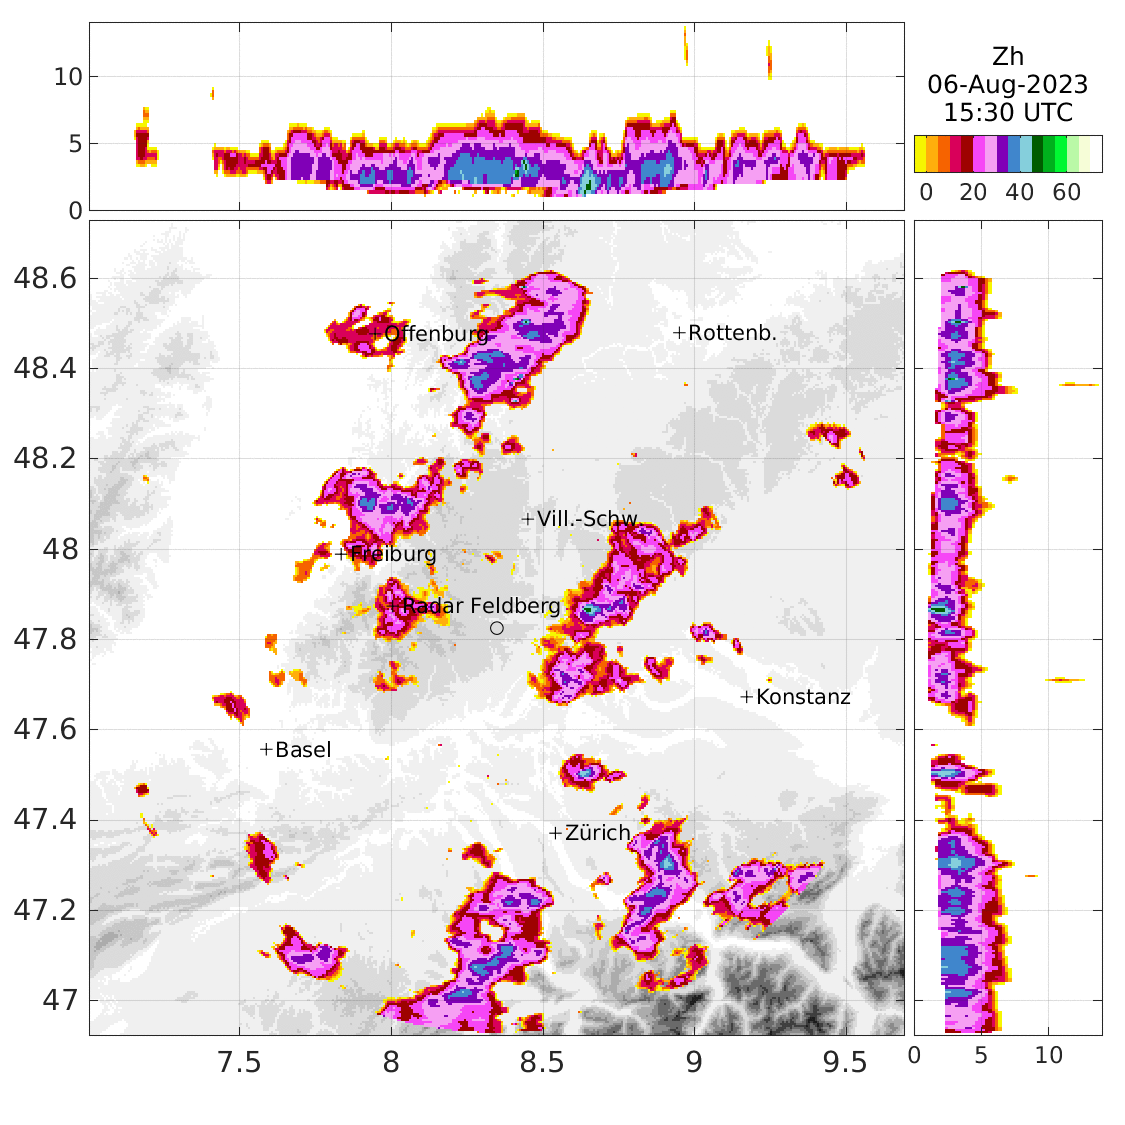 10
5
0
Zh
06-Aug-2023
15:30 UTC
0 20 40 60
48.6
48.4
48.2
48
47.8
47.6
47.4
47.2
47
Offenburg
Rottenb.
Vill.-Schw.
Freiburg
Radar Feldberg
Konstanz
Basel
Zürich
7.5 8 8.5 9 9.5
0 5 10